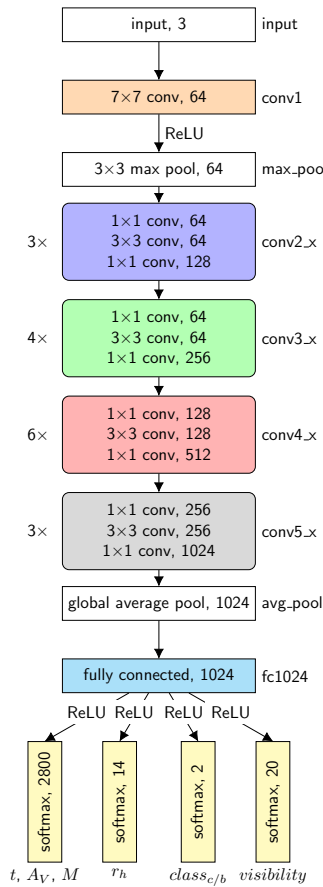 input, 3 input
7×7 conv, 64 conv1
ReLU
3×3 max pool, 64 max_pool
1×1 conv, 64
3× 3×3 conv, 64 conv2_x
1×1 conv, 128
1×1 conv, 64
4× 3×3 conv, 64 conv3_x
1×1 conv, 256
1×1 conv, 128
6× 3×3 conv, 128 conv4_x
1×1 conv, 512
1×1 conv, 256
3× 3×3 conv, 256 conv5_x
1×1 conv, 1024
global average pool, 1024 avg_pool
fully connected, 1024 fc1024
ReLU ReLU ReLU ReLU
softmax, 2800
softmax, 14
softmax, 2
softmax, 20
t, A_V, M r_h class_{c/b} visibility